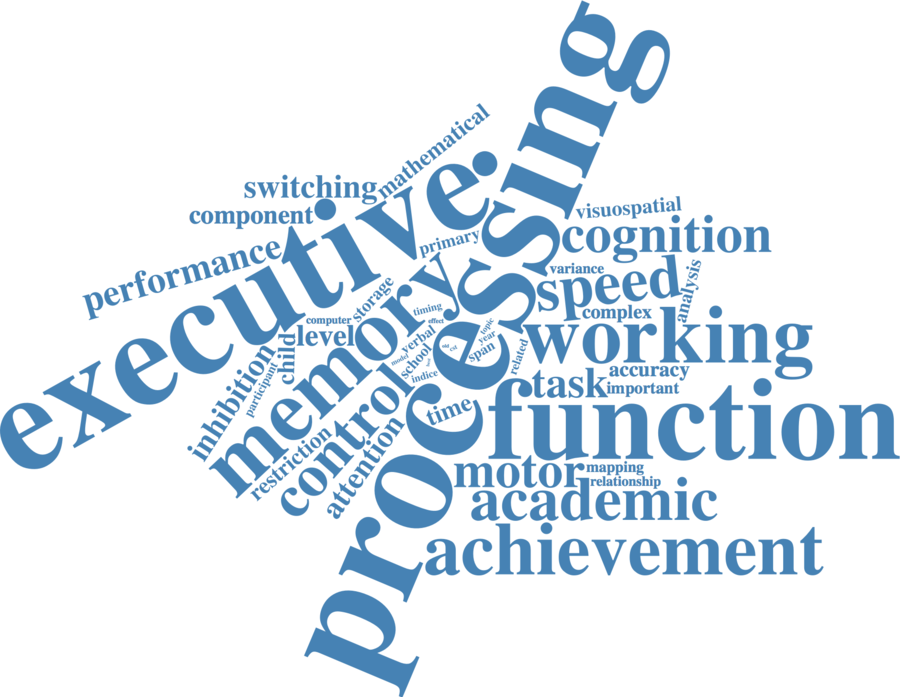 processing
executive
function
memory
working
achievement
academic
control
speed
cognition
motor
task
performance
switching
component
mathematical
primary
visuospatial
variance
complex
analysis
accuracy
important
related
mapping
relationship
time
attention
restriction
inhibition
participant
child
level
computer
storage
timing
effect
verbal
school
model
indice
topic
year
span